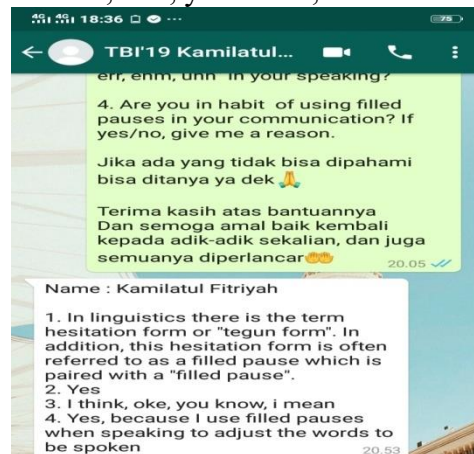 18:36
75
TBI'19 Kamilatul...
err, enm, unn in your speaking?
4. Are you in habit of using filled
pauses in your communication? If
yes/no, give me a reason.
Jika ada yang tidak bisa dipahami
bisa ditanya ya dek 🙏
Terima kasih atas bantuannya
Dan semoga amal baik kembali
kepada adik-adik sekalian, dan juga
semuanya diperlancar🤲
20.05
Name : Kamilatul Fitriyah
1. In linguistics there is the term
hesitation form or "tegun form". In
addition, this hesitation form is often
referred to as a filled pause which is
paired with a "filled pause".
2. Yes
3. I think, oke, you know, i mean
4. Yes, because I use filled pauses
when speaking to adjust the words to
be spoken
20.53